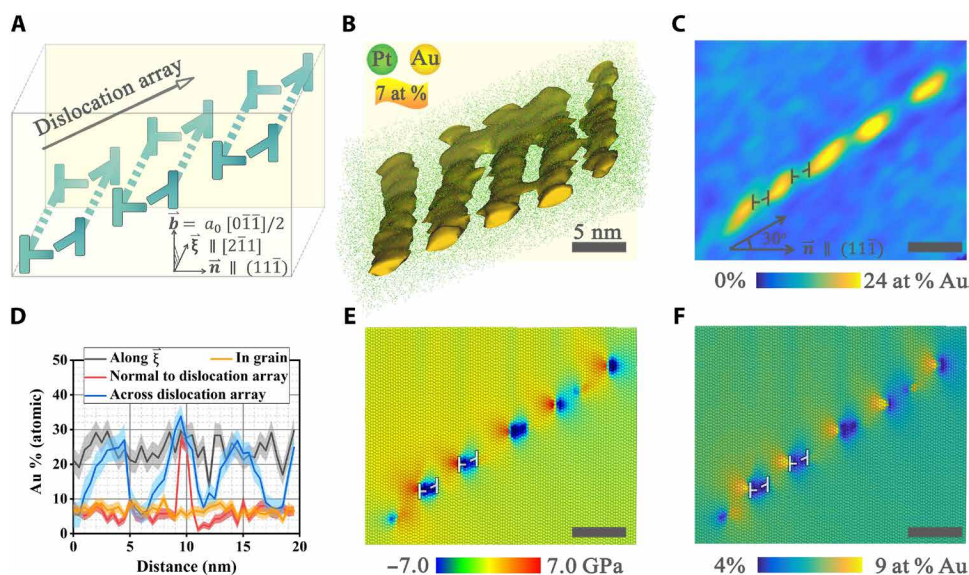 A
Dislocation array
b⃗ = a₀ [01̄1̄]/2
ξ⃗ ∥ [21̄1]
n⃗ ∥ (111̄)
B
Pt
Au
7 at %
5 nm
C
30°
n⃗ ∥ (111̄)
0%
24 at % Au
D
Along ξ⃗
In grain
Normal to dislocation array
Across dislocation array
Au % (atomic)
50
40
30
20
10
0
0
5
10
15
20
Distance (nm)
E
−7.0
7.0 GPa
F
4%
9 at % Au